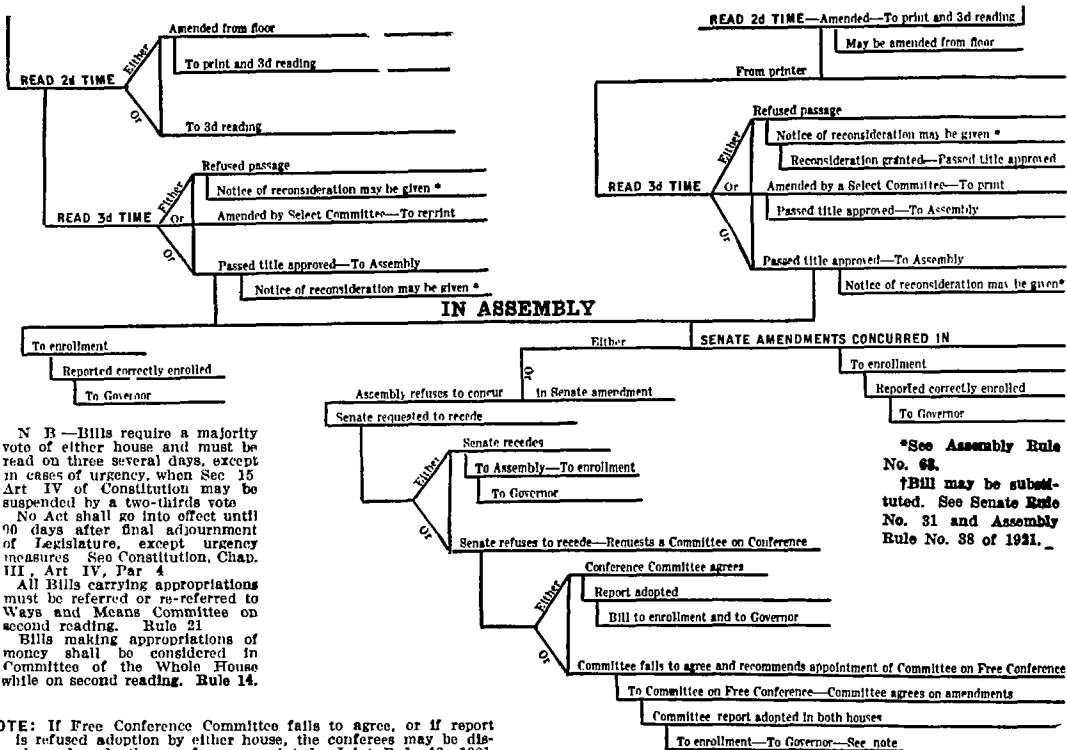 Amended from floor
To print and 3d reading
Either
READ 2d TIME
Or
To 3d reading
Refused passage
Notice of reconsideration may be given *
Either
READ 3d TIME
Or
Amended by Select Committee—To reprint
Or
Passed title approved—To Assembly
Notice of reconsideration may be given *
READ 2d TIME—Amended—To print and 3d reading
May be amended from floor
From printer
Refused passage
Notice of reconsideration may be given *
Reconsideration granted—Passed title approved
Either
READ 3d TIME
Or
Amended by a Select Committee—To print
Passed title approved—To Assembly
Or
Passed title approved—To Assembly
Notice of reconsideration may be given*
IN ASSEMBLY
To enrollment
Reported correctly enrolled
To Governor
Either
SENATE AMENDMENTS CONCURRED IN
To enrollment
Reported correctly enrolled
To Governor
Or
Assembly refuses to concur in Senate amendment
Senate requested to recede
Either
Senate recedes
To Assembly—To enrollment
To Governor
Or
Senate refuses to recede—Requests a Committee on Conference
Either
Conference Committee agrees
Report adopted
Bill to enrollment and to Governor
Or
Committee fails to agree and recommends appointment of Committee on Free Conference
To Committee on Free Conference—Committee agrees on amendments
Committee report adopted in both houses
To enrollment—To Governor—See note
N B—Bills require a majority
vote of either house and must be
read on three several days, except
in cases of urgency, when Sec 15
Art IV of Constitution may be
suspended by a two-thirds vote
No Act shall go into effect until
90 days after final adjournment
of Legislature, except urgency
measures See Constitution, Chap.
III, Art IV, Par 4
All Bills carrying appropriations
must be referred or re-referred to
Ways and Means Committee on
second reading. Rule 21
Bills making appropriations of
money shall be considered in
Committee of the Whole House
while on second reading. Rule 14.
*See Assembly Rule
No. 68.
†Bill may be substi-
tuted. See Senate Rule
No. 31 and Assembly
Rule No. 38 of 1921.
OTE: If Free Conference Committee fails to agree, or if report
is refused adoption by either house, the conferees may be dis-